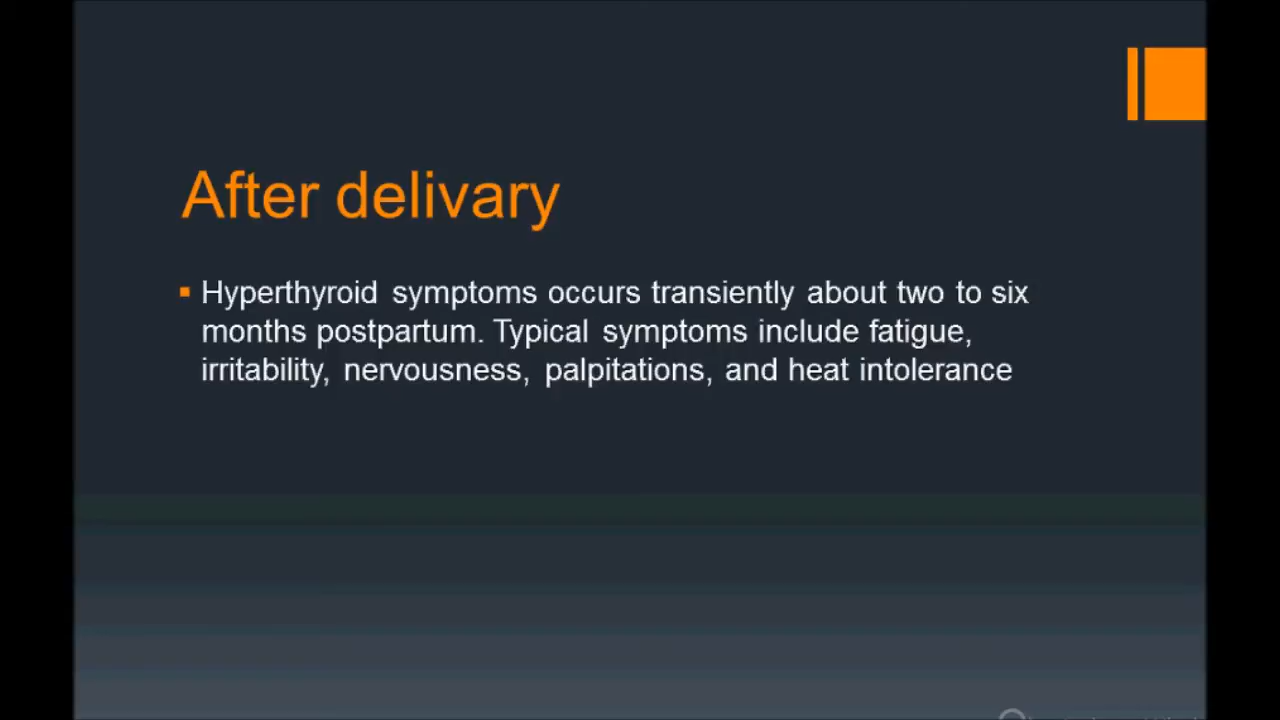 After delivary
Hyperthyroid symptoms occurs transiently about two to six
months postpartum. Typical symptoms include fatigue,
irritability, nervousness, palpitations, and heat intolerance